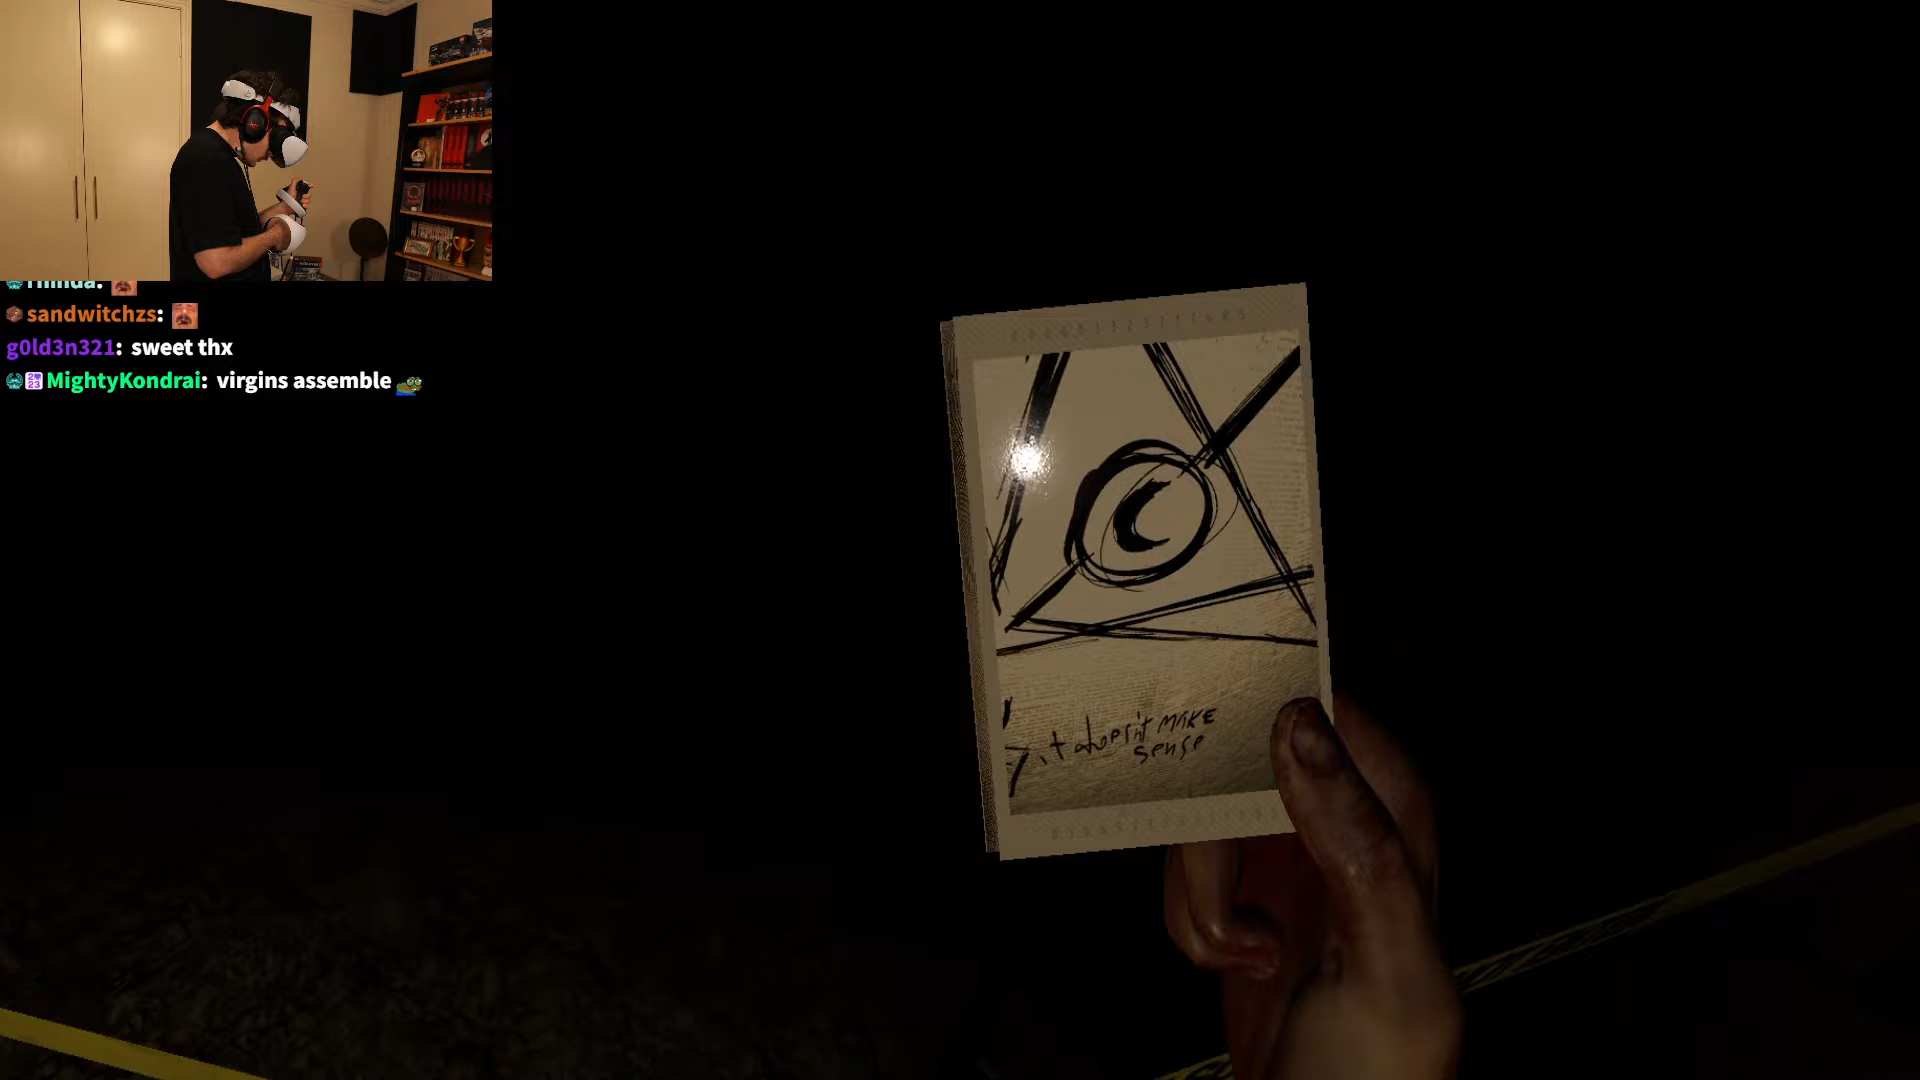 sandwitchzs:
g0ld3n321: sweet thx
MightyKondrai: virgins assemble
it doesn't MAKE
sense